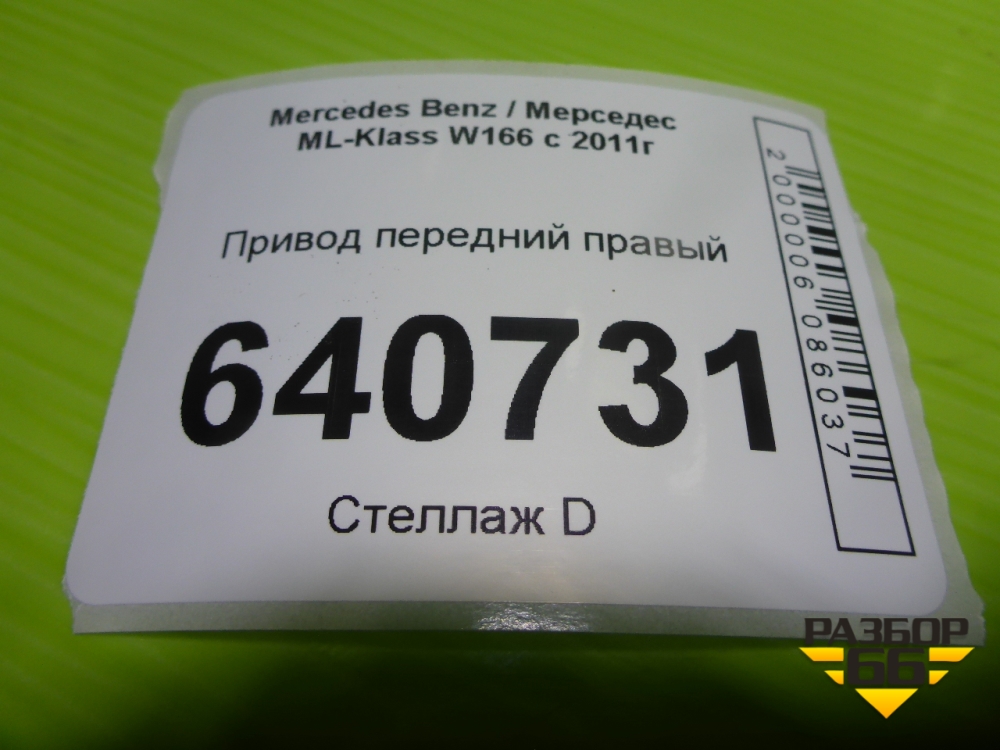 Mercedes Benz / Мерседес
ML-Klass W166 с 2011г
Привод передний правый
640731
Стеллаж D
2000006086037
РАЗБОР
66